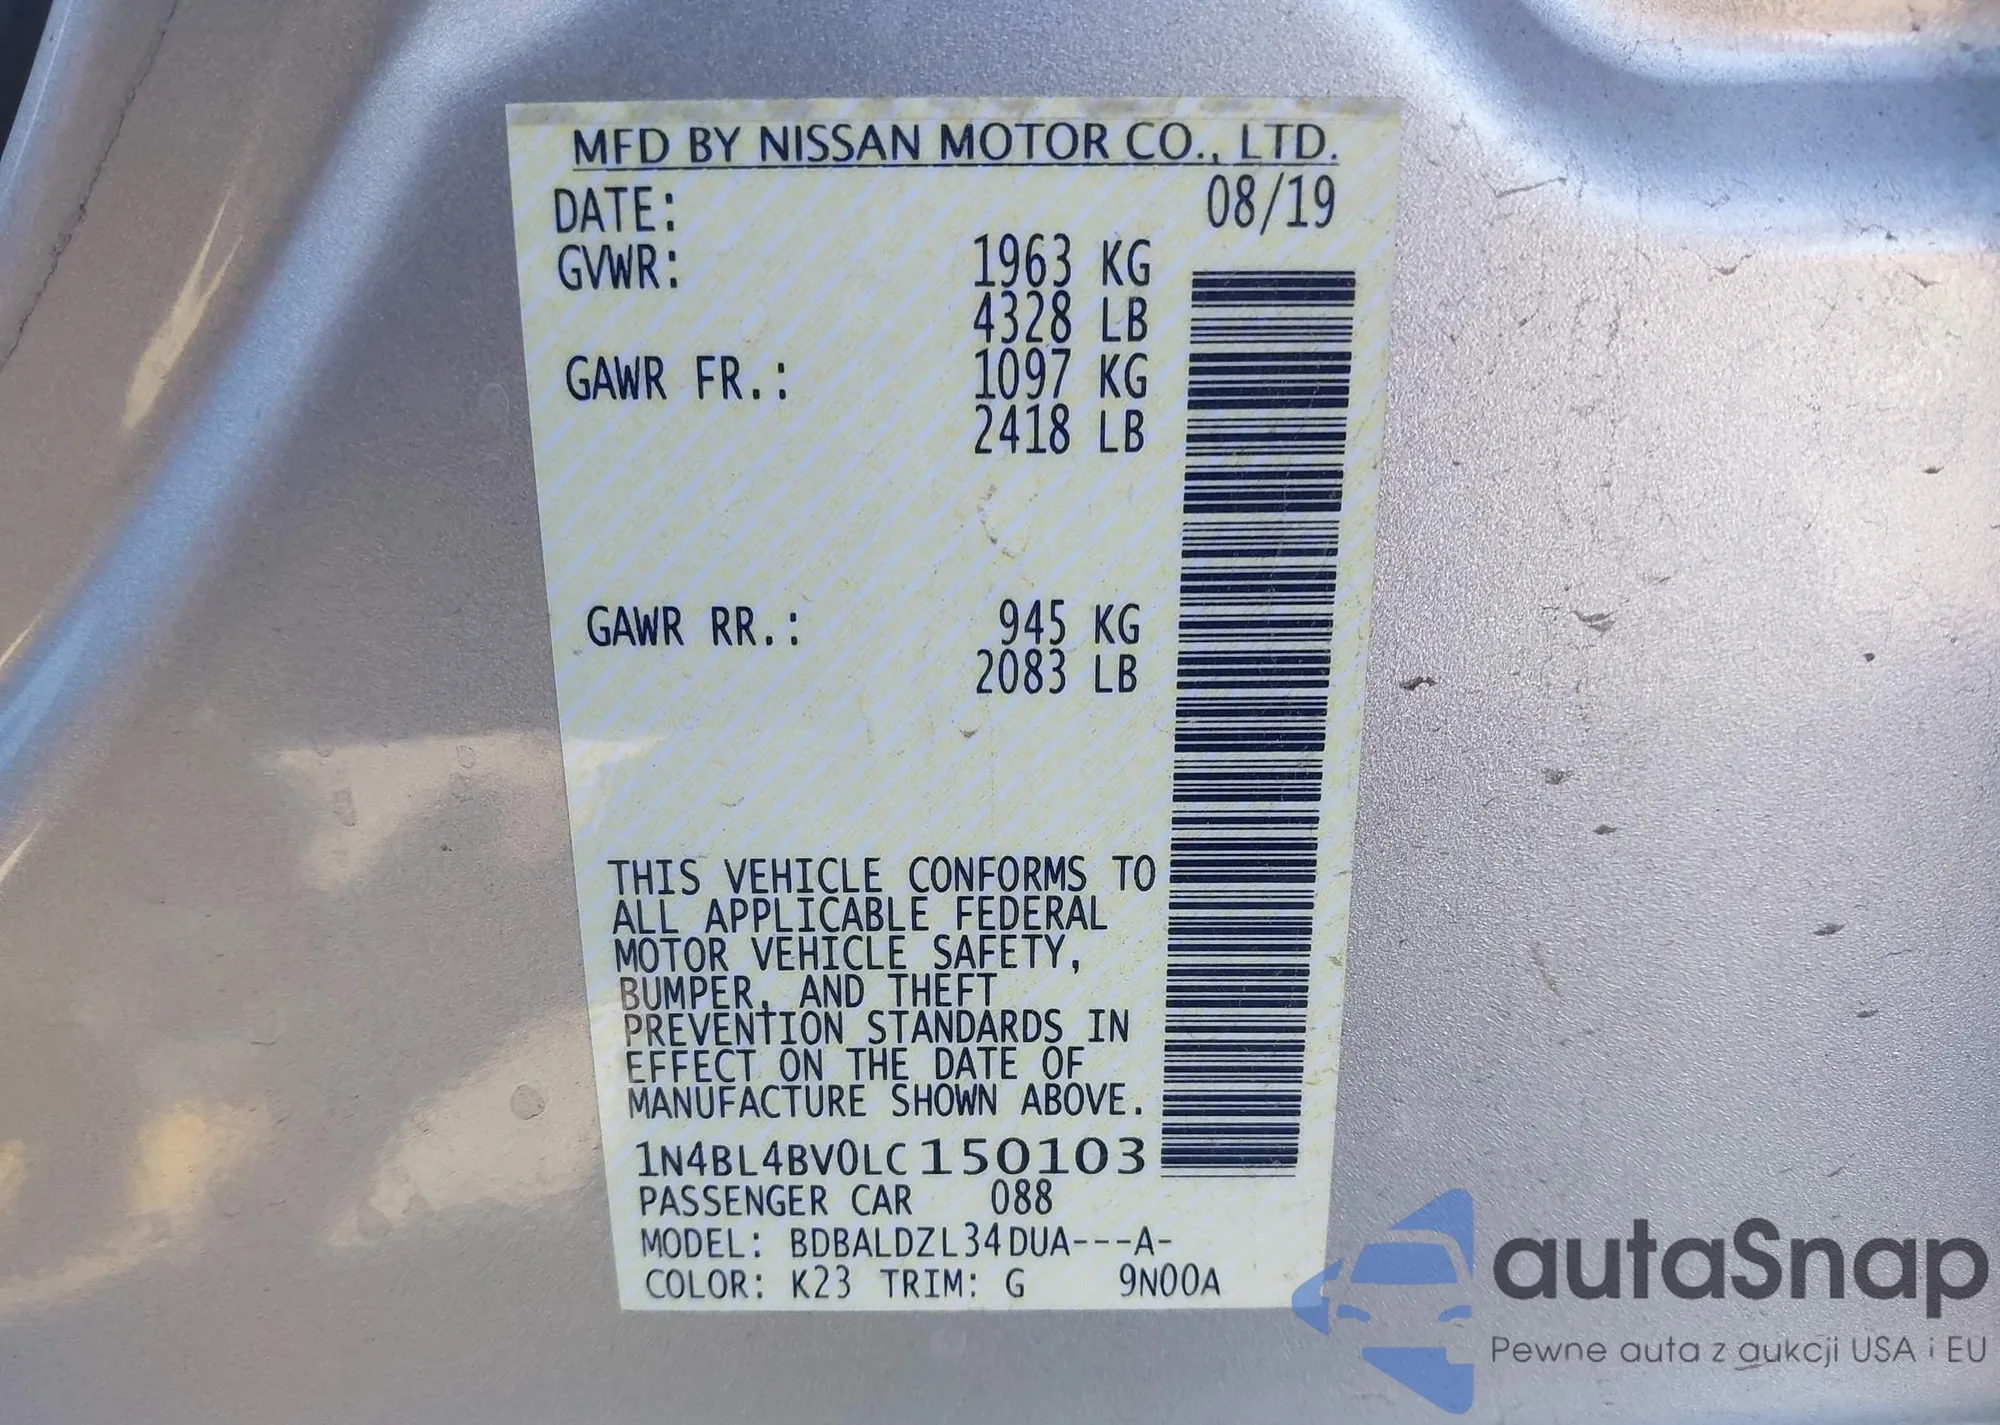 MFD BY NISSAN MOTOR CO., LTD.
DATE: 08/19
GVWR: 1963 KG
4328 LB
GAWR FR.: 1097 KG
2418 LB
GAWR RR.: 945 KG
2083 LB
THIS VEHICLE CONFORMS TO
ALL APPLICABLE FEDERAL
MOTOR VEHICLE SAFETY,
BUMPER, AND THEFT
PREVENTION STANDARDS IN
EFFECT ON THE DATE OF
MANUFACTURE SHOWN ABOVE.
1N4BL4BV0LC150103
PASSENGER CAR 088
MODEL: BDBALDZL34DUA---A-
COLOR: K23 TRIM: G 9N00A
autaSnap
Pewne auta z aukcji USA i EU